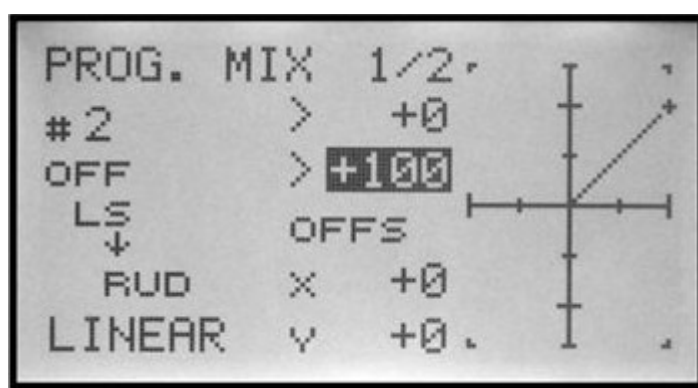 PROG. MIX 1/2
#2 > +0
OFF > +100
LS OFFS
↓
RUD X +0
LINEAR Y +0